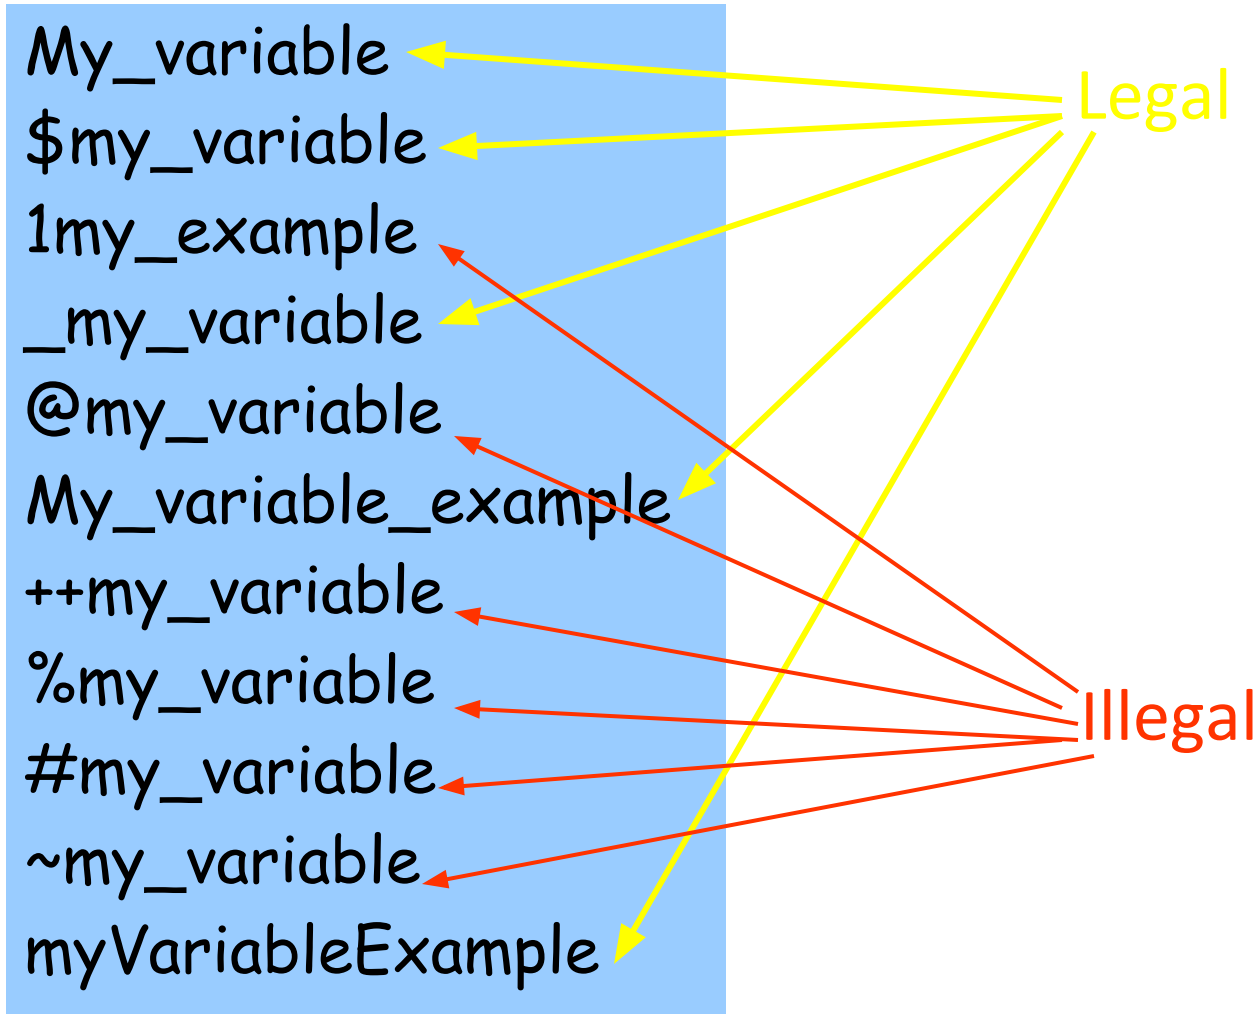 My_variable
Legal
$my_variable
1my_example
_my_variable
@my_variable
My_variable_example
++my_variable
%my_variable
Illegal
#my_variable
~my_variable
myVariableExample